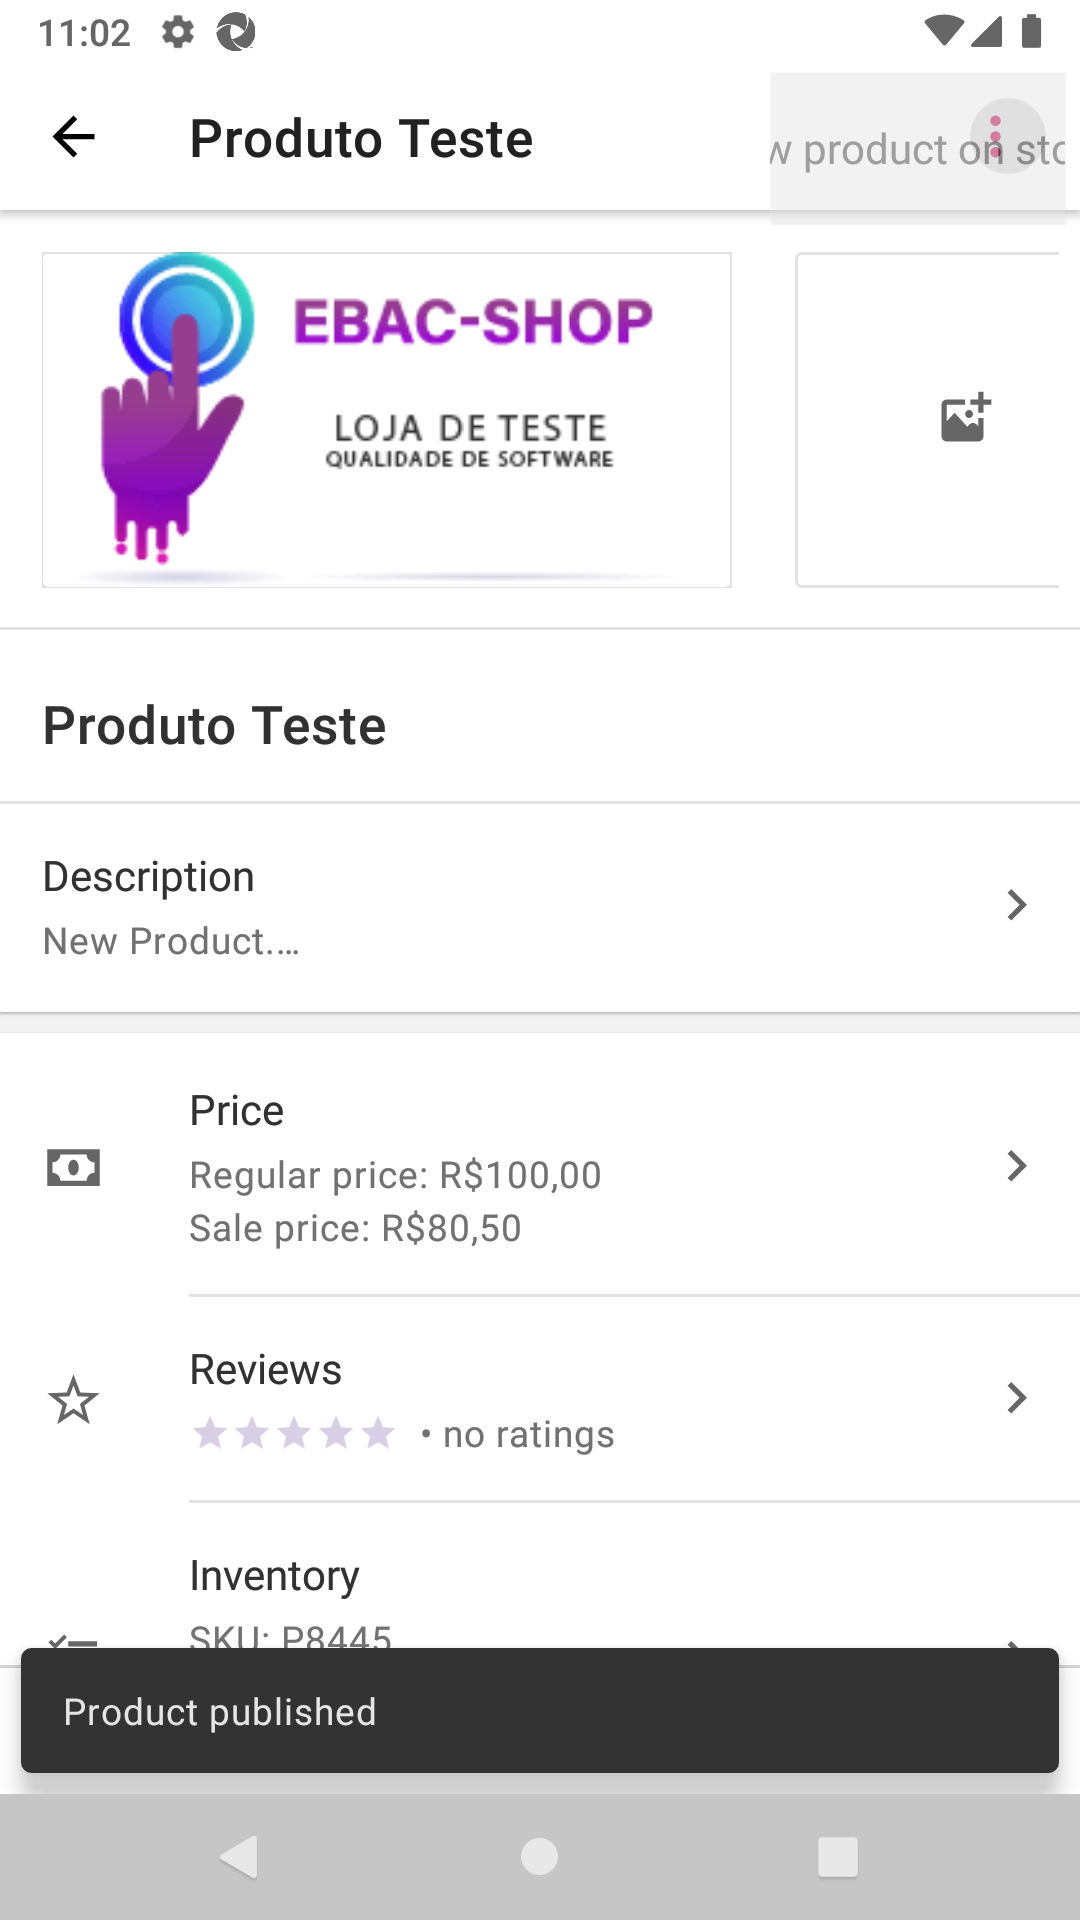 11:02
Produto Teste
product on
EBAC-SHOP
LOJA DE TESTE
QUALIDADE DE SOFTWARE
Produto Teste
Description
New Product....
Price
Regular price: R$100,00
Sale price: R$80,50
Reviews
• no ratings
Inventory
SKU: P8445
Product published